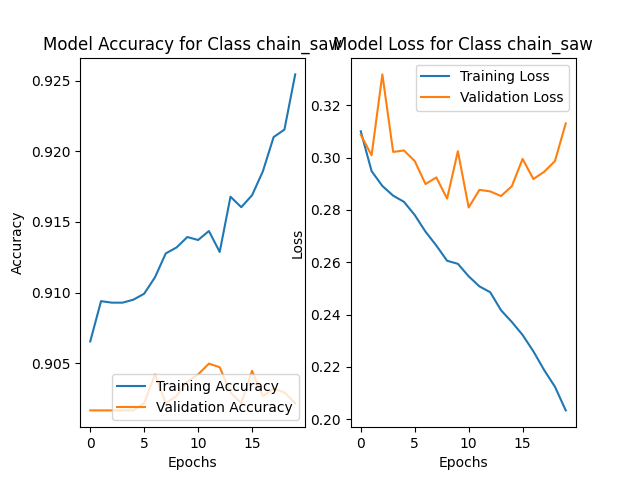 Model Accuracy for Class chain_saw
Model Loss for Class chain_saw
0.925
0.920
0.915
0.910
0.905
Accuracy
Training Accuracy
Validation Accuracy
0 5 10 15
Epochs
0.32
0.30
0.28
0.26
0.24
0.22
0.20
Loss
Training Loss
Validation Loss
0 5 10 15
Epochs